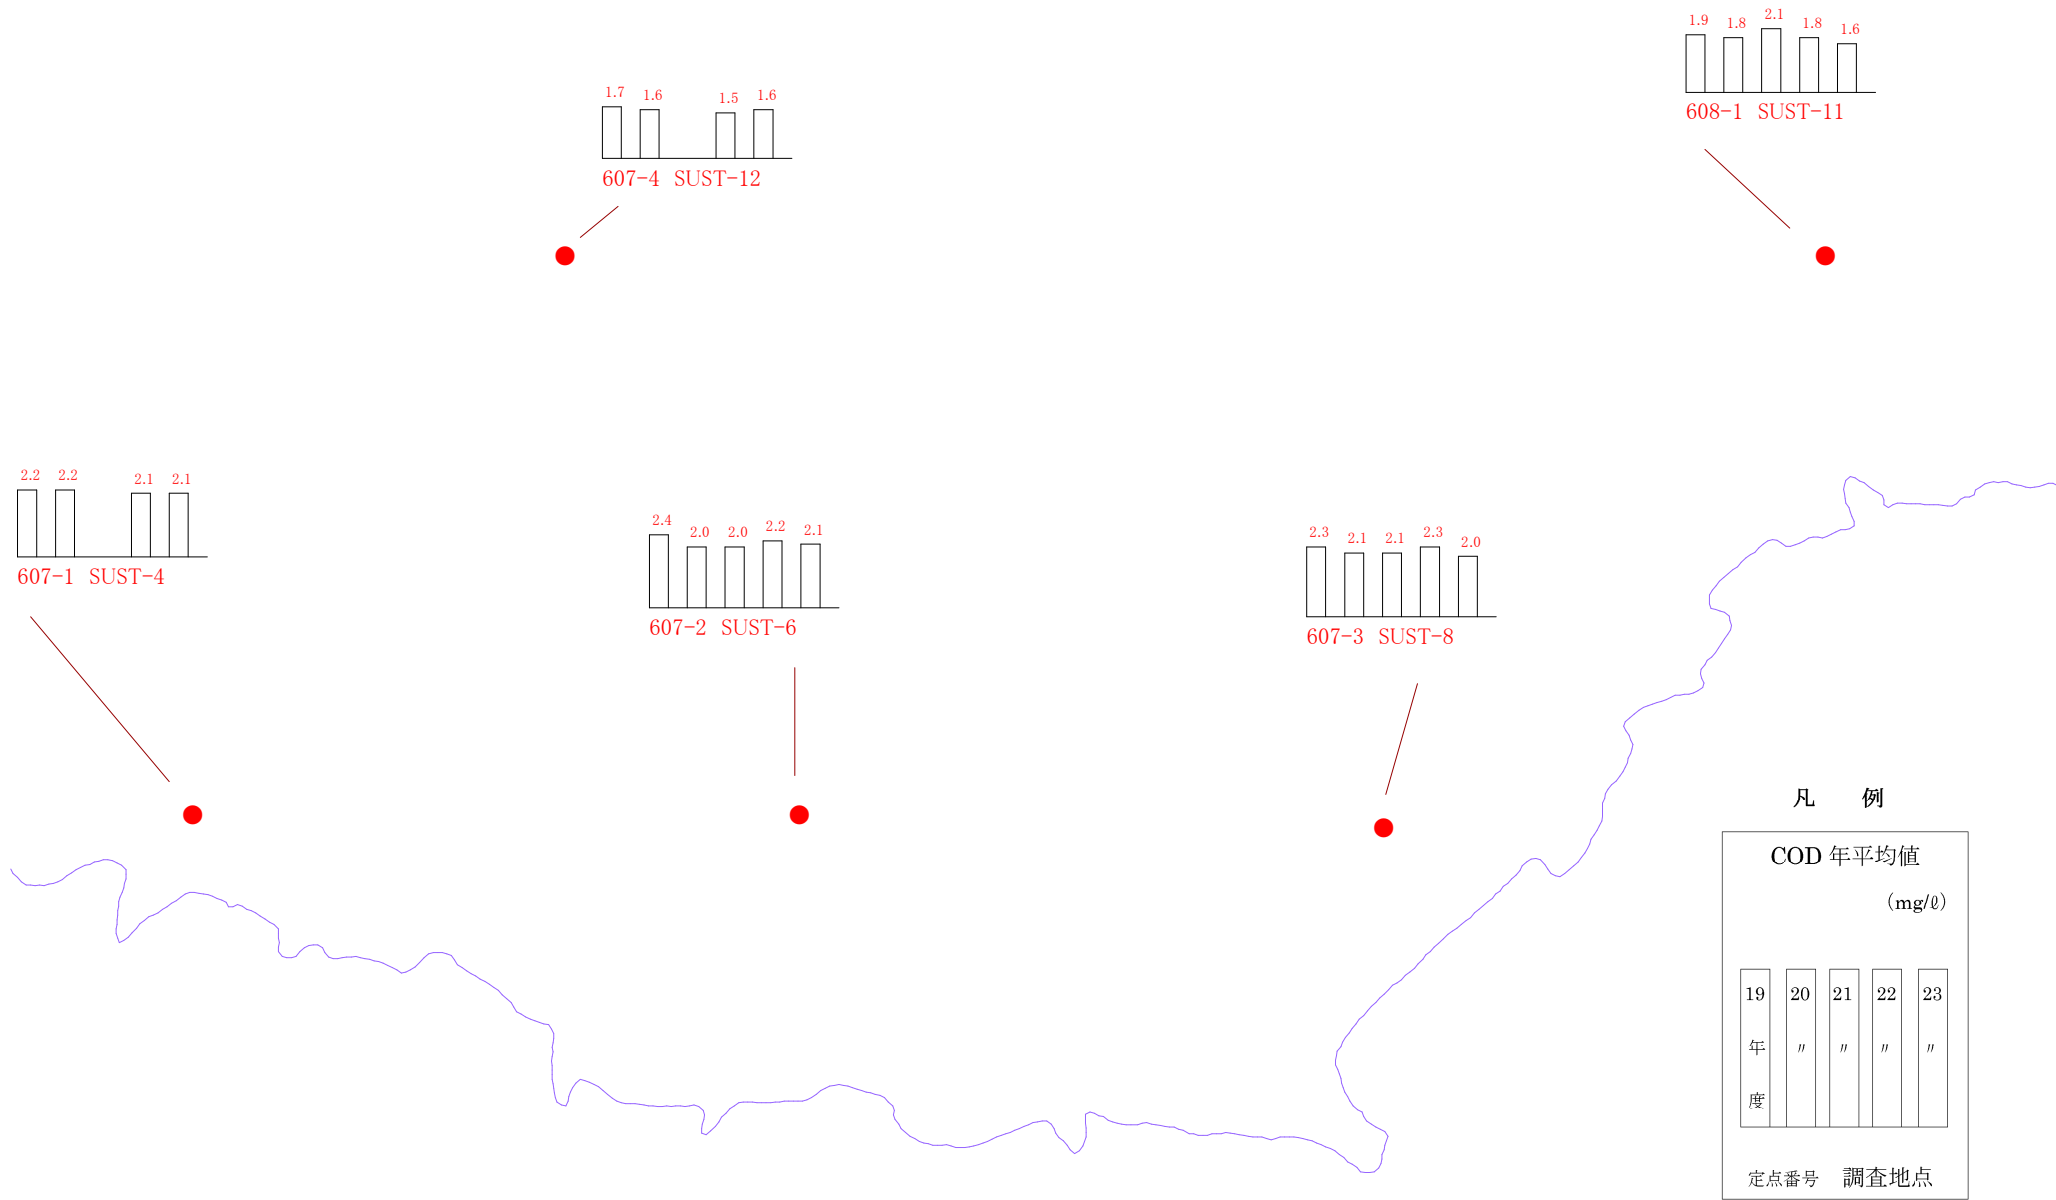 1.9 1.8 2.1 1.8 1.6
608-1 SUST-11
1.7 1.6 1.5 1.6
607-4 SUST-12
2.2 2.2 2.1 2.1
607-1 SUST-4
2.4 2.0 2.0 2.2 2.1
607-2 SUST-6
2.3 2.1 2.1 2.3 2.0
607-3 SUST-8
凡 例
COD 年平均値
(mg/ℓ)
19 20 21 22 23
年 〃 〃 〃 〃
度
定点番号 調査地点